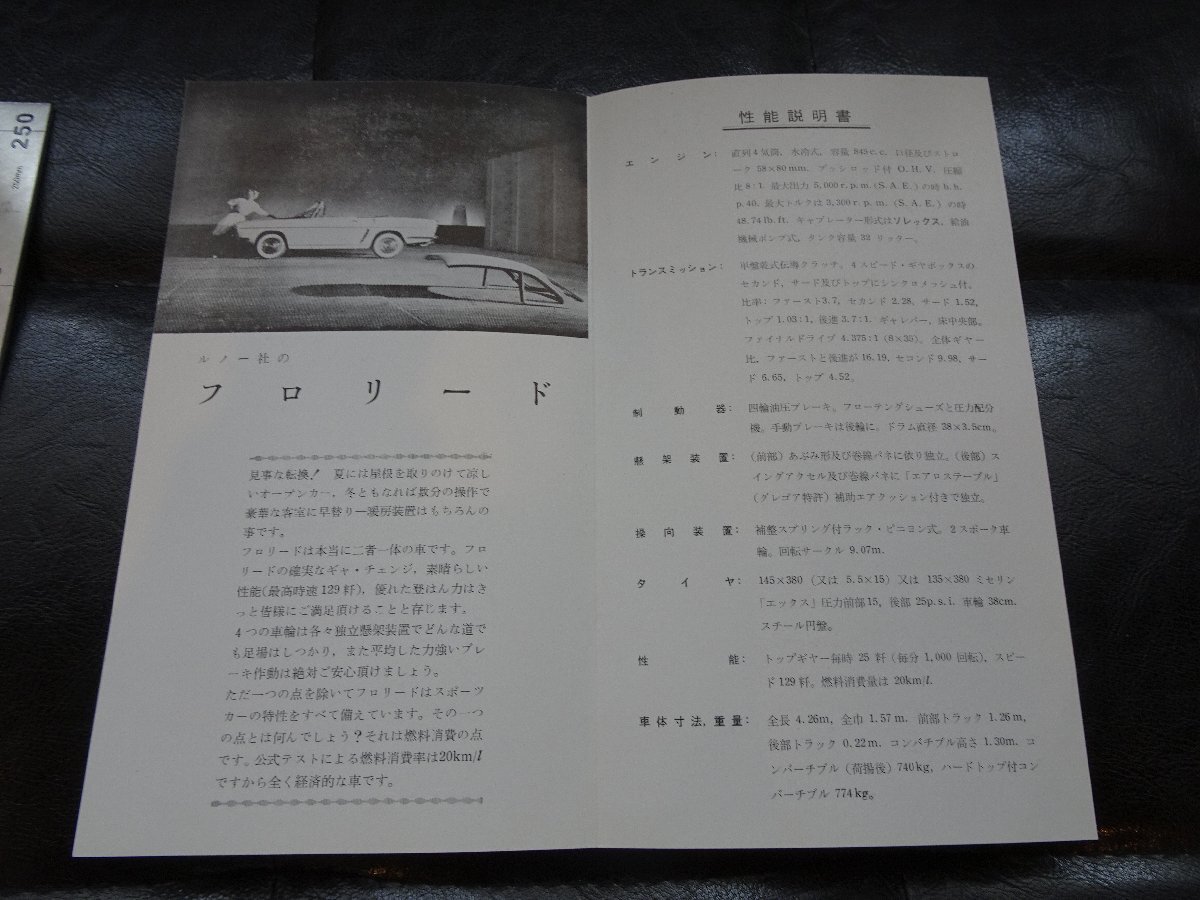 250
ルノー社の
フロリード
見事な転換! 夏には屋根を取りのけて凉し
いオープンカー，冬ともなれば数分の操作で
豪華な客室に早替り—暖房装置はもちろんの
事です。
フロリードは本当に二者一体の車です。フロ
リードの確実なギャ・チェンジ，素晴らしい
性能(最高時速129粁)，優れた登はん力はき
っと皆様にご満足頂けることと存じます。
4つの車輪は各々独立懸架装置でどんな道で
も足場はしっかり，また平均した力強いブレ
ーキ作動は絶対ご安心頂けましょう。
ただ一つの点を除いてフロリードはスポーツ
カーの特性をすべて備えています。その一つ
の点とは何んでしょう？それは燃料消費の点
です。公式テストによる燃料消費率は20km/l
ですから全く経済的な車です。
性能説明書
エンジン: 直列4気筒，水冷式，容量 845c.c. 口径及びストロ
ーク 58×80mm. プッシロッド付 O.H.V. 圧縮
比 8:1. 最大出力 5,000 r.p.m. (S.A.E.) の時 b.h.
p. 40. 最大トルクは 3,300 r.p.m. (S.A.E.) の時
48.74 lb.ft. キャブレーター形式はソレックス，給油
機械ポンプ式，タンク容量 32 リッター。
トランスミッション: 単盤乾式伝導クラッチ。4スピード・ギヤボックスの
セカンド，サード及びトップにシンクロメッシュ付。
比率：ファースト3.7, セカンド 2.28, サード 1.52,
トップ 1.03:1, 後進 3.7:1. ギャレバー，床中央部。
ファイナルドライブ 4.375:1 (8×35). 全体ギヤー
比，ファーストと後進が 16.19, セコンド 9.98, サー
ド 6.65, トップ 4.52.
制動器: 四輪油圧ブレーキ。フローテングシューズと圧力配分
機。手動ブレーキは後輪に。ドラム直径 38×3.5cm。
懸架装置: (前部) あぶみ形及び巻線バネに依り独立。(後部) ス
イングアクセル及び巻線バネに「エアロステーブル」
(グレゴア特許) 補助エアクッション付きで独立。
操向装置: 補整スプリング付ラック・ピニヨン式。2スポーク車
輪。回転サークル 9.07m.
タイヤ: 145×380 (又は 5.5×15) 又は 135×380 ミセリン
「エックス」圧力前部15, 後部 25p.s.i. 車輪 38cm.
スチール円盤。
性能: トップギヤー毎時 25 粁 (毎分 1,000 回転)，スピー
ド129 粁。燃料消費量は 20km/l.
車体寸法，重量: 全長 4.26m, 全巾 1.57 m. 前部トラック 1.26m,
後部トラック 0.22m. コンバチブル高さ 1.30m. コ
ンバーチブル (荷揚後) 740kg, ハードトップ付コン
バーチブル 774kg。